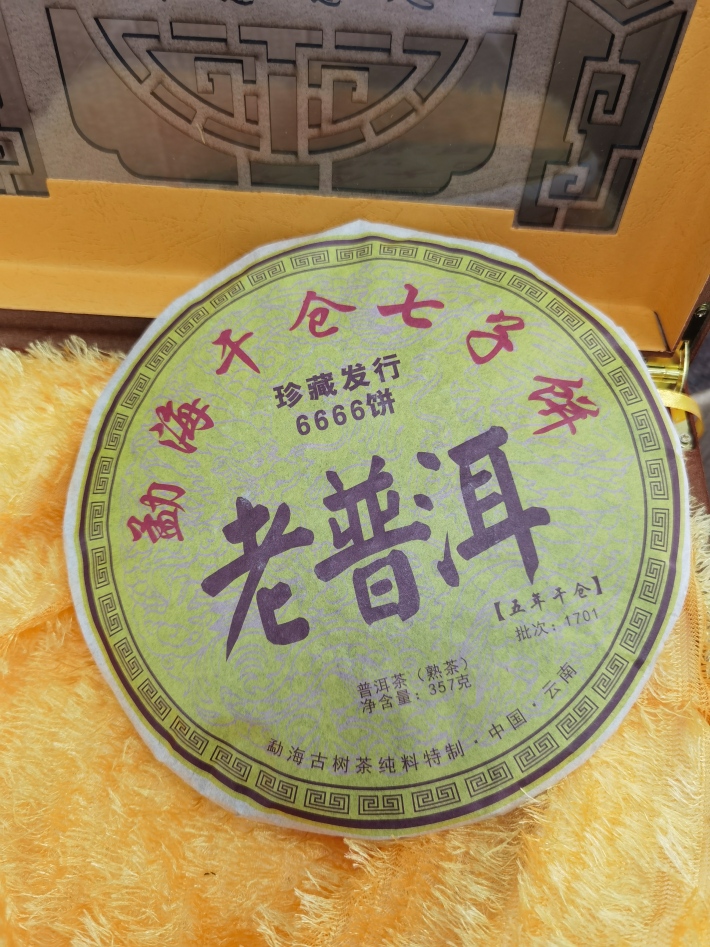 勐海干仓七子饼
珍藏发行
6666饼
老普洱
【五年干仓】
批次：1701
普洱茶（熟茶）
净含量：357克
勐海古树茶纯料特制·中国·云南